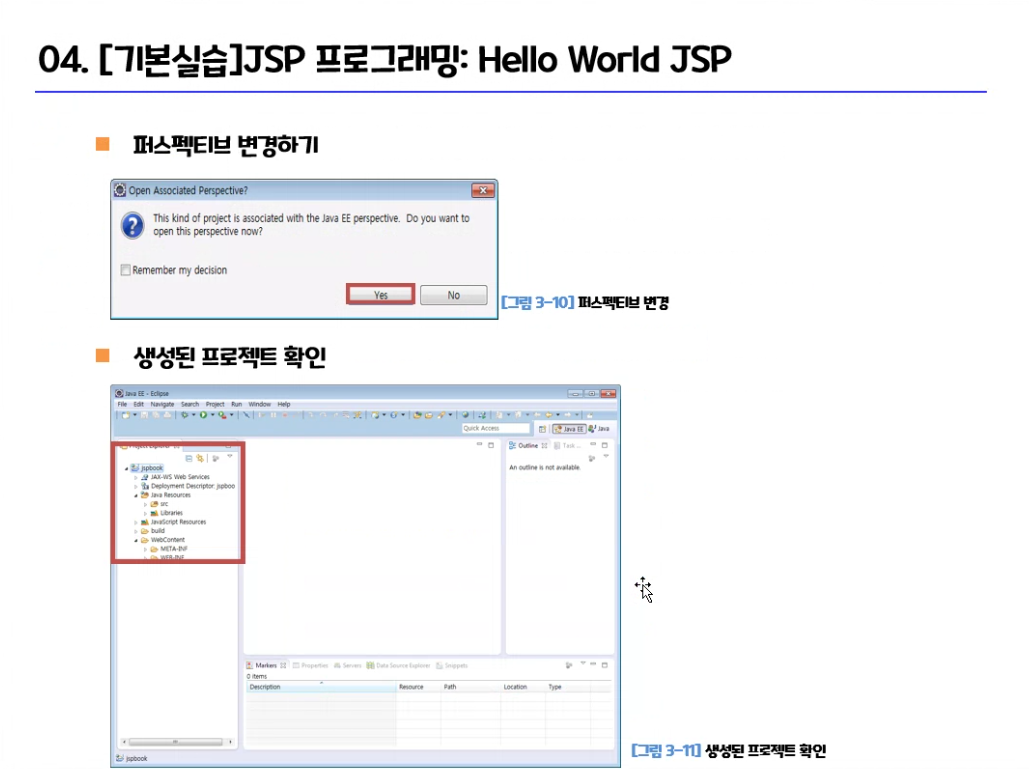 04. [기본실습]JSP 프로그래밍: Hello World JSP
퍼스펙티브 변경하기
Open Associated Perspective?
This kind of project is associated with the Java EE perspective. Do you want to
open this perspective now?
Remember my decision
Yes No
[그림 3-10] 퍼스펙티브 변경
생성된 프로젝트 확인
Java EE - Eclipse
File Edit Navigate Search Project Run Window Help
Quick Access Java EE Java
Outline Task ...
jspbook
An outline is not available.
JAX-WS Web Services
Deployment Descriptor: jspboo
Java Resources
src
Libraries
JavaScript Resources
build
WebContent
META-INF
WEB-INF
Markers Properties Servers Data Source Explorer Snippets
0 items
Description Resource Path Location Type
jspbook
[그림 3-11] 생성된 프로젝트 확인